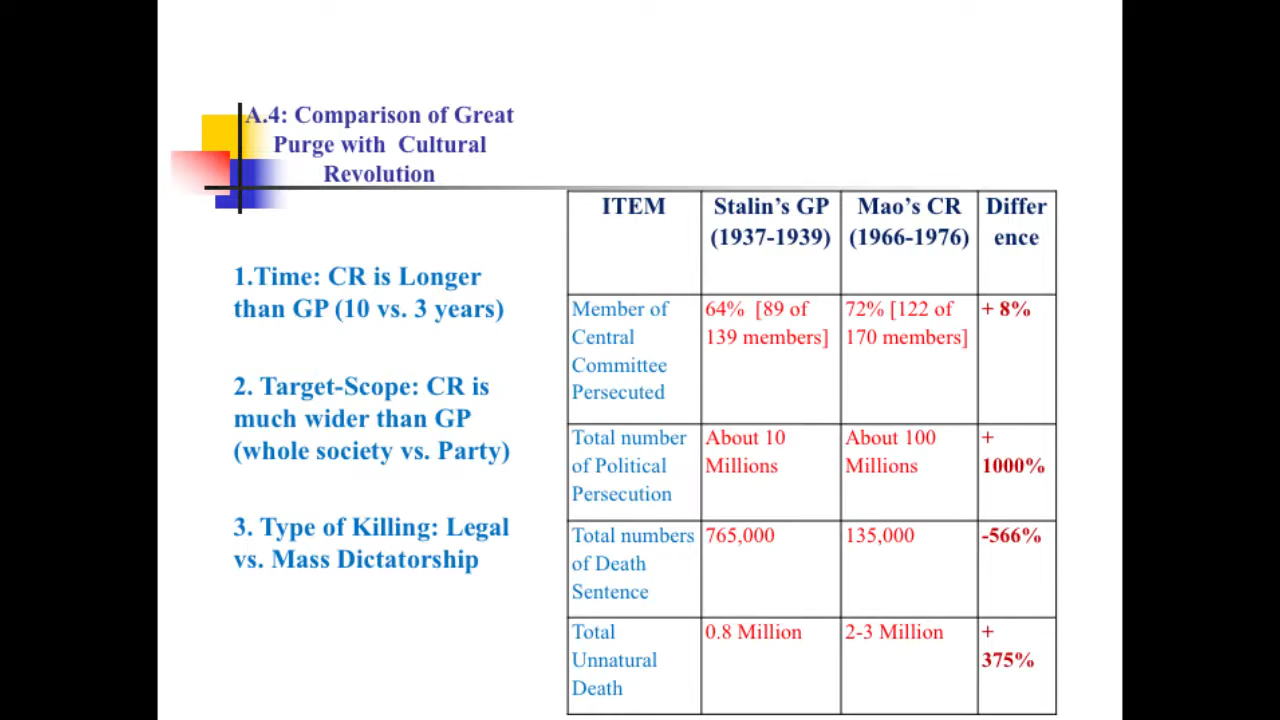 A.4: Comparison of Great
Purge with Cultural
Revolution
1.Time: CR is Longer
than GP (10 vs. 3 years)
2. Target-Scope: CR is
much wider than GP
(whole society vs. Party)
3. Type of Killing: Legal
vs. Mass Dictatorship
ITEM
Stalin's GP
(1937-1939)
Mao's CR
(1966-1976)
Differ
ence
Member of
Central
Committee
Persecuted
64% [89 of
139 members]
72% [122 of
170 members]
+ 8%
Total number
of Political
Persecution
About 10
Millions
About 100
Millions
+
1000%
Total numbers
of Death
Sentence
765,000
135,000
-566%
Total
Unnatural
Death
0.8 Million
2-3 Million
+
375%